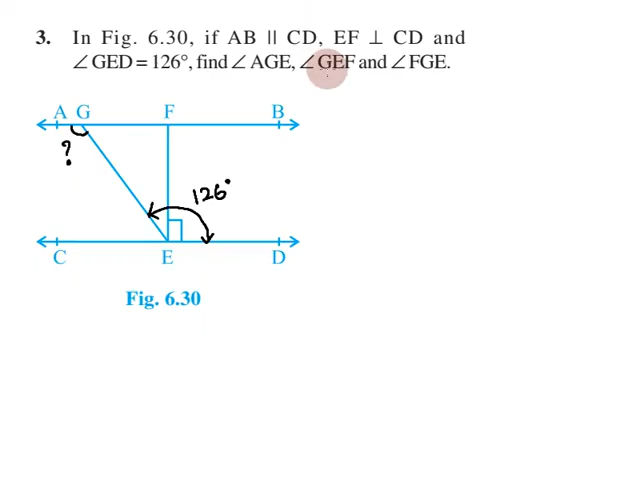 3. In Fig. 6.30, if AB || CD, EF ⊥ CD and
∠GED = 126°, find ∠AGE, ∠GEF and ∠FGE.
A G F B
?
126°
C E D
Fig. 6.30